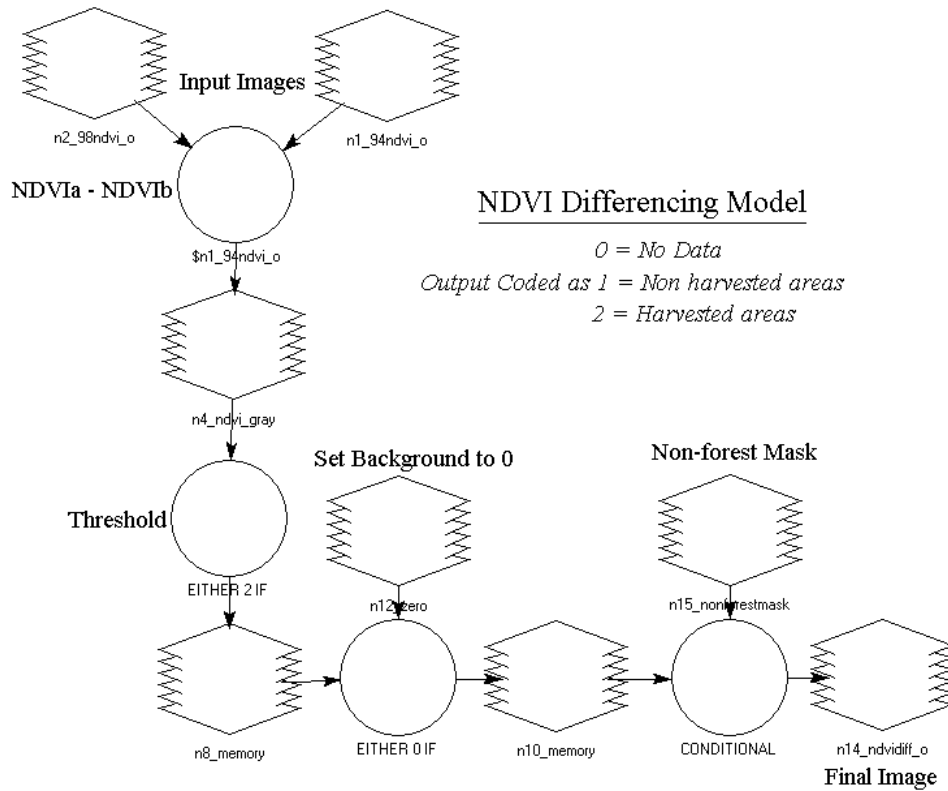 Input Images
n2_98ndvi_o
n1_94ndvi_o
NDVIa - NDVIb
NDVI Differencing Model
$n1_94ndvi_o
0 = No Data
Output Coded as 1 = Non harvested areas
2 = Harvested areas
n4_ndvi_gray
Set Background to 0
Non-forest Mask
Threshold
EITHER 2 IF
n12_zero
n15_nonforestmask
n8_memory
EITHER 0 IF
n10_memory
CONDITIONAL
n14_ndvidiff_o
Final Image